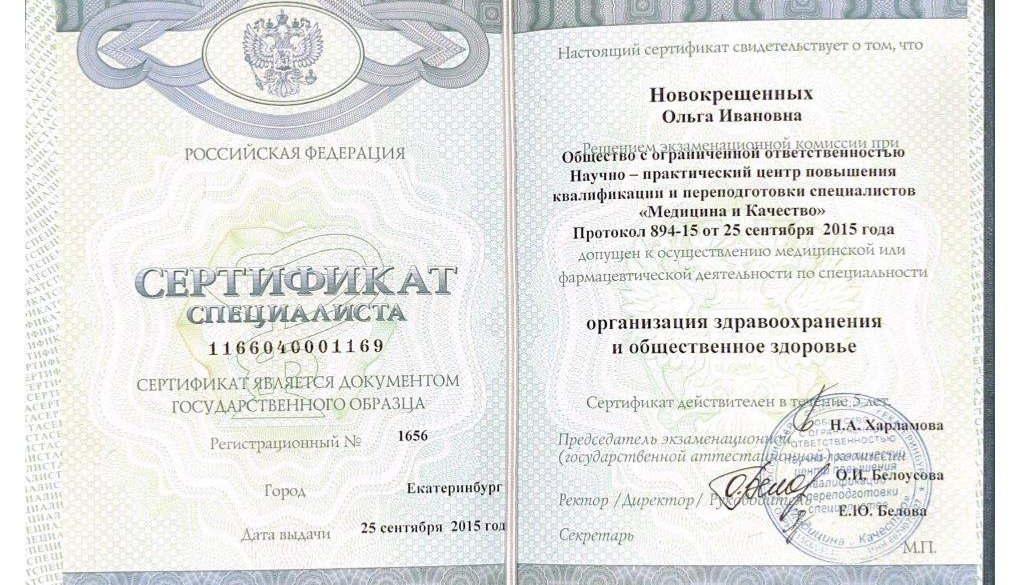 РОССИЙСКАЯ ФЕДЕРАЦИЯ
СЕРТИФИКАТ
СПЕЦИАЛИСТА
1166040001169
СЕРТИФИКАТ ЯВЛЯЕТСЯ ДОКУМЕНТОМ
ГОСУДАРСТВЕННОГО ОБРАЗЦА
Регистрационный № 1656
Город Екатеринбург
Дата выдачи 25 сентября 2015 год
Настоящий сертификат свидетельствует о том, что
Новокрещенных
Ольга Ивановна
Решением экзаменационной комиссии при
Общество с ограниченной ответственностью
Научно – практический центр повышения
квалификации и переподготовки специалистов
«Медицина и Качество»
Протокол 894-15 от 25 сентября 2015 года
допущен к осуществлению медицинской или
фармацевтической деятельности по специальности
организация здравоохранения
и общественное здоровье
Сертификат действителен в течение 5 лет.
Н.А. Харламова
Председатель экзаменационной
(государственной аттестационной) комиссии
О.И. Белоусова
Ректор /Директор/ Руководитель
Е.Ю. Белова
Секретарь
М.П.